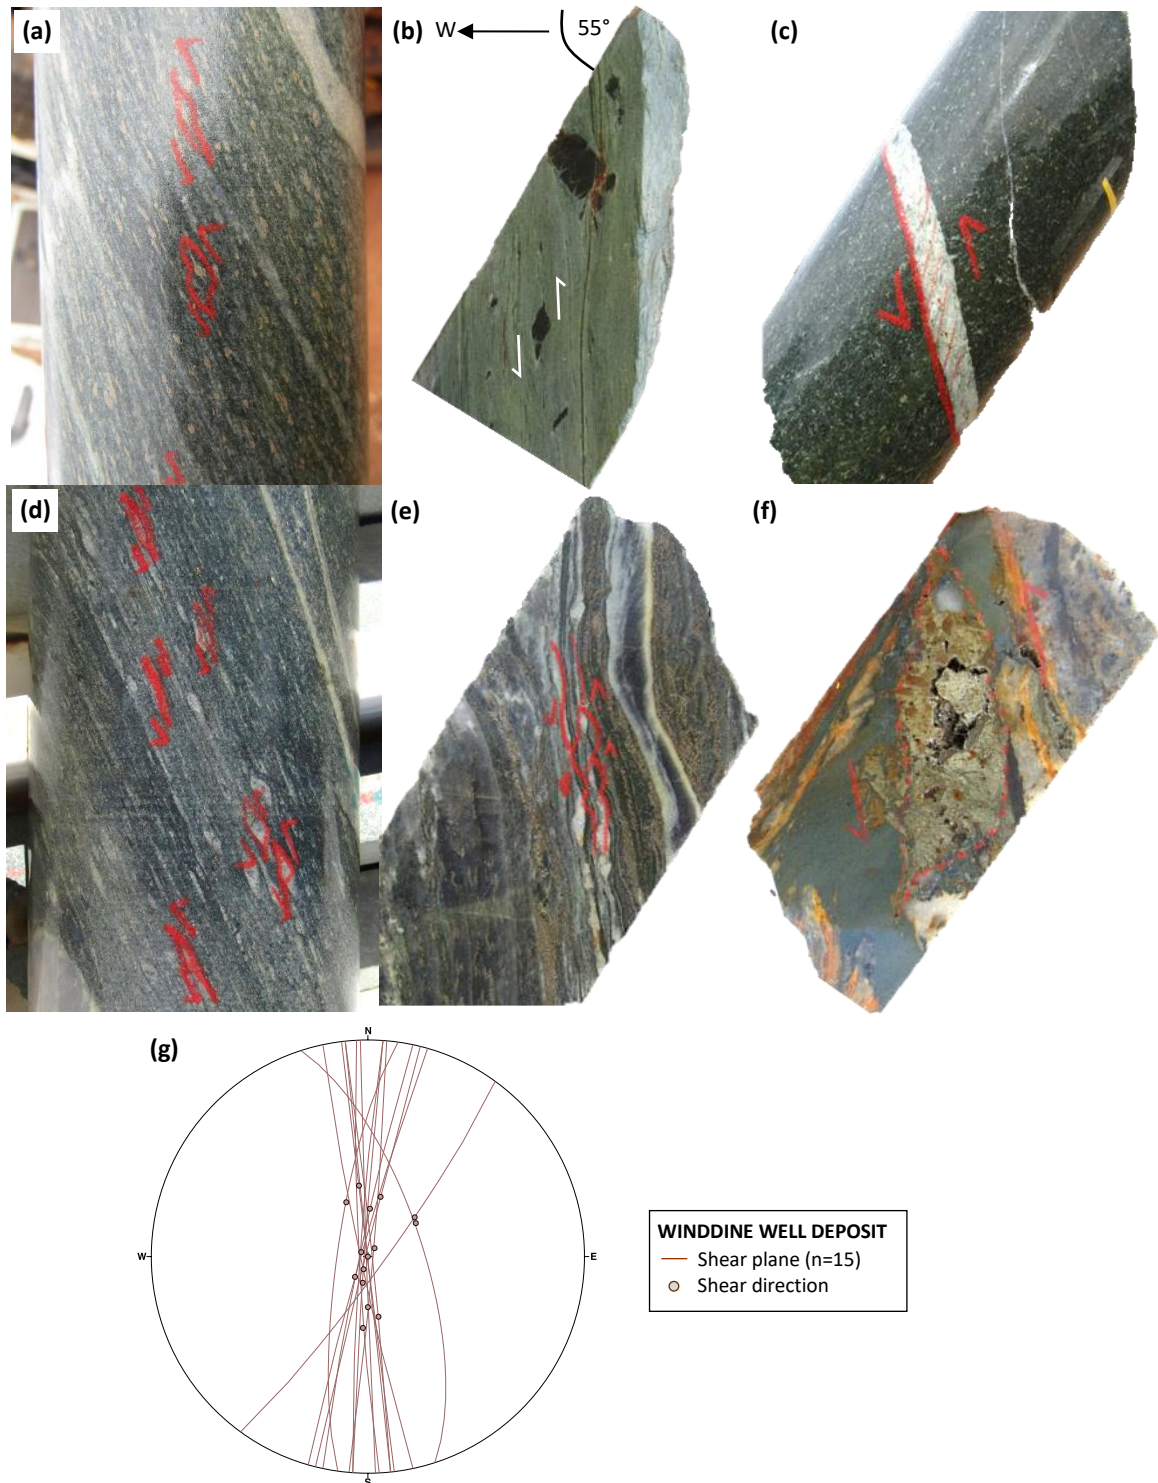 (a)
(b)
W
55°
(c)
(d)
(e)
(f)
(g)
N
W
E
S
WINDDINE WELL DEPOSIT
Shear plane (n=15)
Shear direction